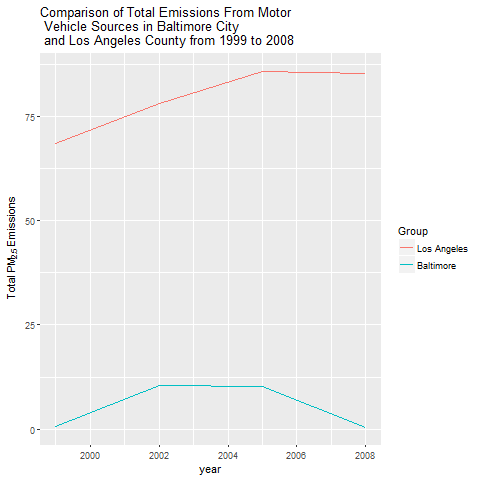 Comparison of Total Emissions From Motor
Vehicle Sources in Baltimore City
and Los Angeles County from 1999 to 2008
Total PM2.5 Emissions
75
50
25
0
2000
2002
2004
2006
2008
year
Group
Los Angeles
Baltimore